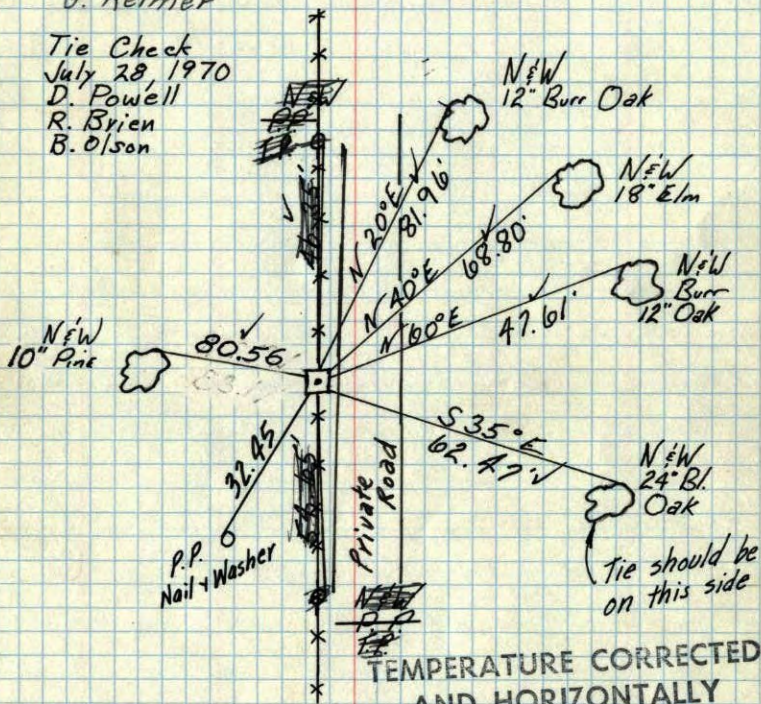 Tie Check
July 28, 1970
D. Powell
R. Brien
B. Olson
N&W
P.P.
N&W
12" Burr Oak
N&W
18" Elm
N&W
Burr
12" Oak
N 20°E
81.96'
N 40°E
68.80'
N 60°E
47.61'
N&W
10" Pine
80.56'
S 35°E
62.47'
N&W
24" Bl.
Oak
32.45
Private
Road
P.P.
Nail & Washer
Tie should be
on this side
N&W
P.P.
TEMPERATURE CORRECTED
AND HORIZONTALLY